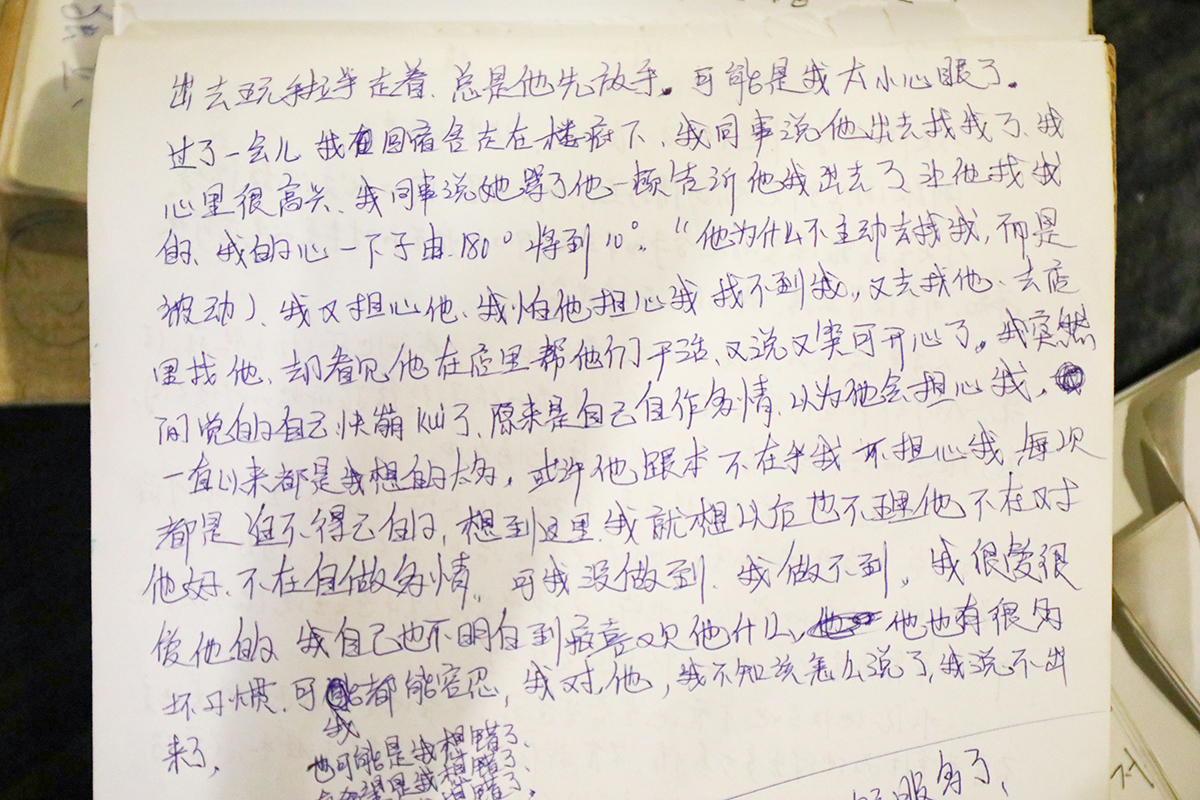 出去玩手拉手走着、总是他先放手。可能是我太小心眼了。
过了一会儿 我回宿舍走在楼底下、我同事说他出去找我了、我
心里很高兴、我同事说她骂了他一顿告诉他我出去了让他找我
的、我的心一下子由180°将到10°。“他为什么不主动去找我,而是
被动)、我又担心他、我怕他担心我找不到我,又去找他、去店
里找他、却看见他在店里帮他们干活、又说又笑可开心了。我突然
间觉的自己快崩kui了、原来是自己自作多情、以为他会担心我,
一直以来都是我想的太多,或许他跟本不在乎我不担心我、每次
都是迫不得已的,想到这里、我就想以后也不理他不在对
他好、不在自做多情。可我没做到、我做不到。我很爱很
爱他的 我自己也不明白到底喜欢他什么、他也有很多
坏习惯、可我都能容忍,我对他,我不知该怎么说了,我说不出
来了,
也可能是我想错了、
是我想错了、
服务了、